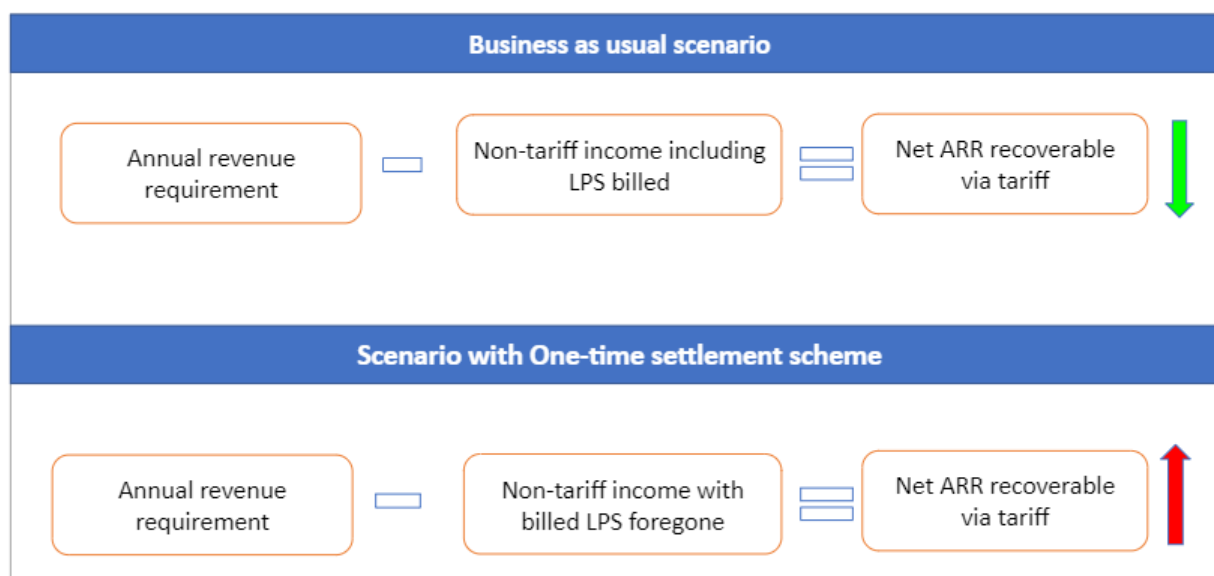 Business as usual scenario
Annual revenue
requirement
Non-tariff income including
LPS billed
Net ARR recoverable
via tariff
Scenario with One-time settlement scheme
Annual revenue
requirement
Non-tariff income with
billed LPS foregone
Net ARR recoverable
via tariff